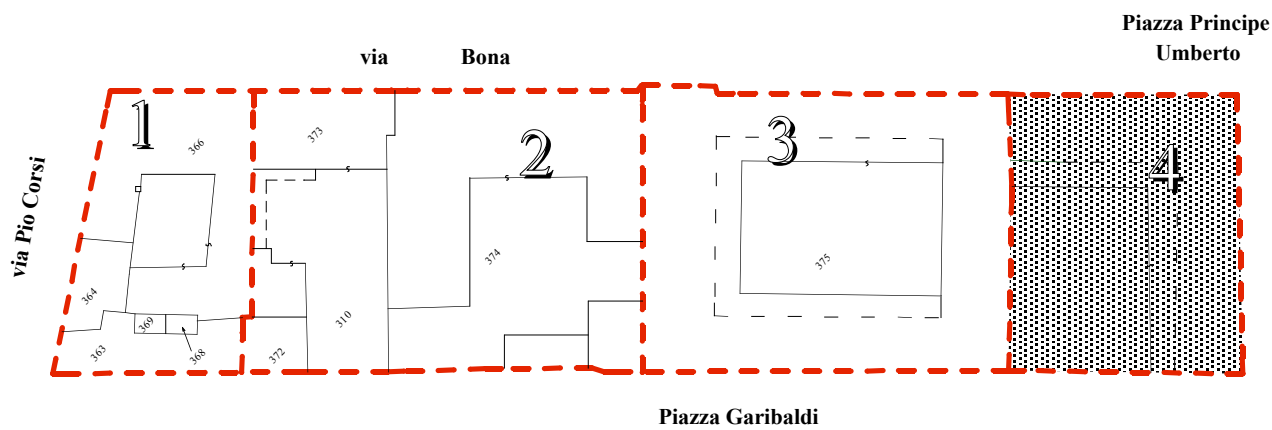 Piazza Principe
Umberto
via Bona
1
2
3
4
366
373
via Pio Corsi
374
375
364
310
369
368
363
372
Piazza Garibaldi